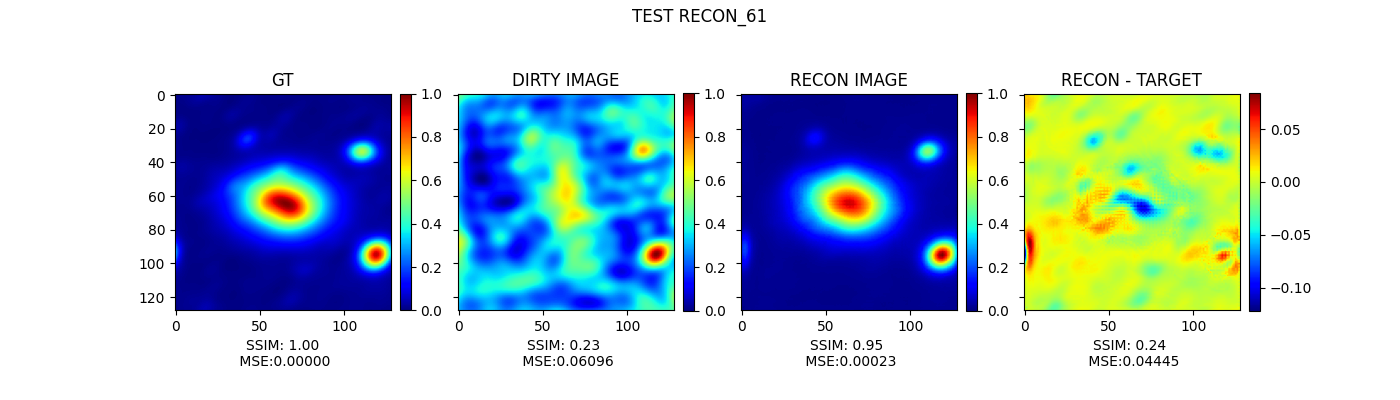 TEST RECON_61
GT
DIRTY IMAGE
RECON IMAGE
RECON - TARGET
0
20
40
60
80
100
120
0 50 100
1.0
0.8
0.6
0.4
0.2
0.0
0 50 100
1.0
0.8
0.6
0.4
0.2
0.0
0 50 100
1.0
0.8
0.6
0.4
0.2
0.0
0 50 100
0.05
0.00
−0.05
−0.10
SSIM: 1.00
MSE:0.00000
SSIM: 0.23
MSE:0.06096
SSIM: 0.95
MSE:0.00023
SSIM: 0.24
MSE:0.04445